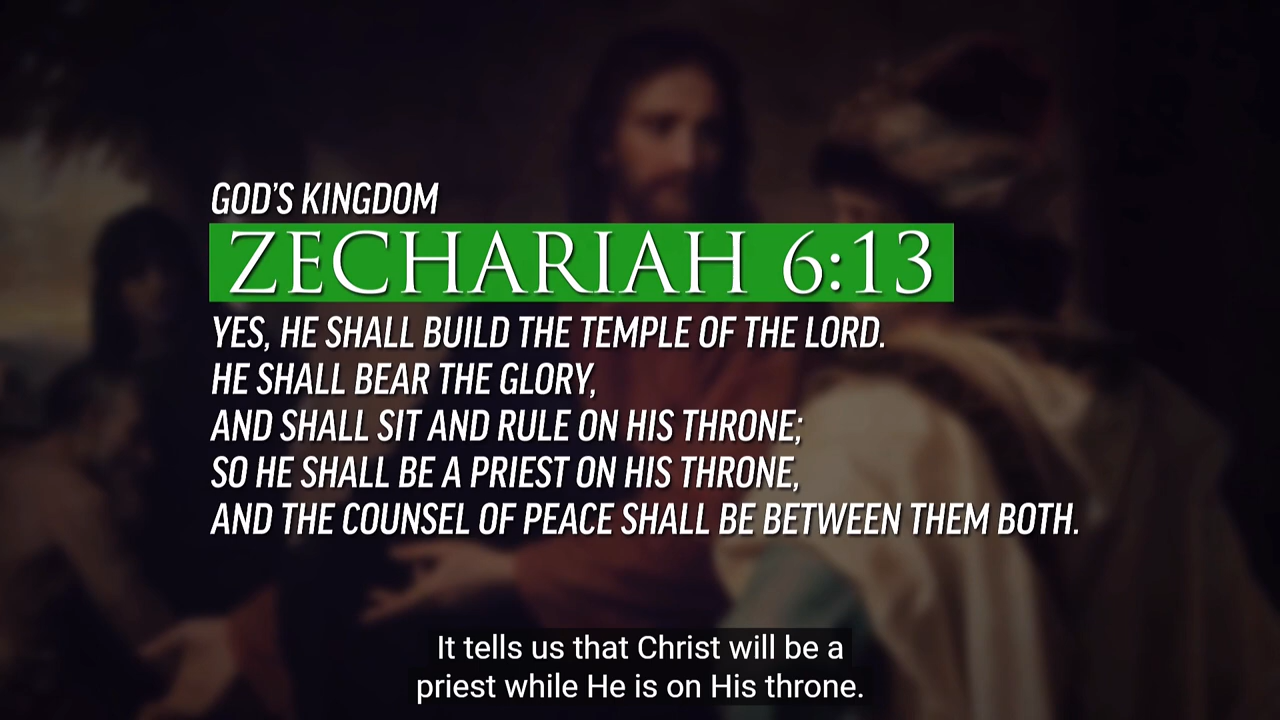 GOD'S KINGDOM
ZECHARIAH 6:13
YES, HE SHALL BUILD THE TEMPLE OF THE LORD.
HE SHALL BEAR THE GLORY,
AND SHALL SIT AND RULE ON HIS THRONE;
SO HE SHALL BE A PRIEST ON HIS THRONE,
AND THE COUNSEL OF PEACE SHALL BE BETWEEN THEM BOTH.
It tells us that Christ will be a
priest while He is on His throne.